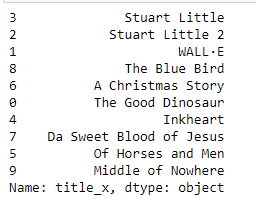 3 Stuart Little
2 Stuart Little 2
1 WALL·E
8 The Blue Bird
6 A Christmas Story
0 The Good Dinosaur
4 Inkheart
7 Da Sweet Blood of Jesus
5 Of Horses and Men
9 Middle of Nowhere
Name: title_x, dtype: object